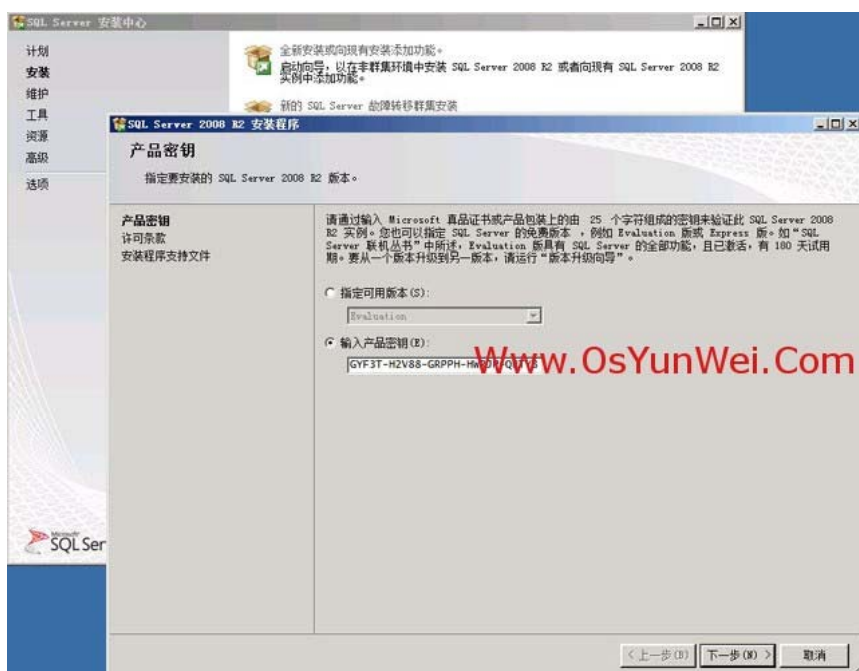 SQL Server 安装中心
计划
安装
维护
工具
资源
高级
选项
全新安装或向现有安装添加功能。
启动向导，以在非群集环境中安装 SQL Server 2008 R2 或者向现有 SQL Server 2008 R2
实例中添加功能。
新的 SQL Server 故障转移群集安装
SQL Server 2008 R2 安装程序
产品密钥
指定要安装的 SQL Server 2008 R2 版本。
产品密钥
许可条款
安装程序支持文件
请通过输入 Microsoft 真品证书或产品包装上的由 25 个字符组成的密钥来验证此 SQL Server 2008
R2 实例。您也可以指定 SQL Server 的免费版本，例如 Evaluation 版或 Express 版。如“SQL
Server 联机丛书”中所述，Evaluation 版具有 SQL Server 的全部功能，且已激活，有 180 天试用
期。要从一个版本升级到另一版本，请运行“版本升级向导”。
指定可用版本(S):
Evaluation
输入产品密钥(E):
GYF3T-H2V88-GRPPH-
Www.OsYunWei.Com
Microsoft
SQL Ser
< 上一步(B)
下一步(N) >
取消